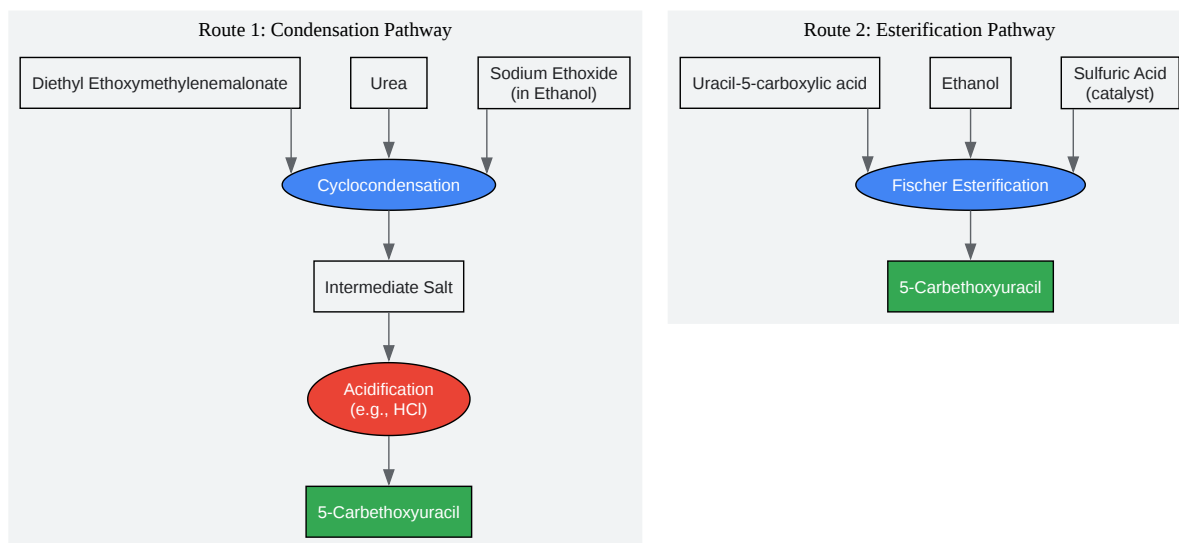 Route 1: Condensation Pathway
Diethyl Ethoxymethylenemalonate
Urea
Sodium Ethoxide
(in Ethanol)
Cyclocondensation
Intermediate Salt
Acidification
(e.g., HCl)
5-Carbethoxyuracil
Route 2: Esterification Pathway
Uracil-5-carboxylic acid
Ethanol
Sulfuric Acid
(catalyst)
Fischer Esterification
5-Carbethoxyuracil